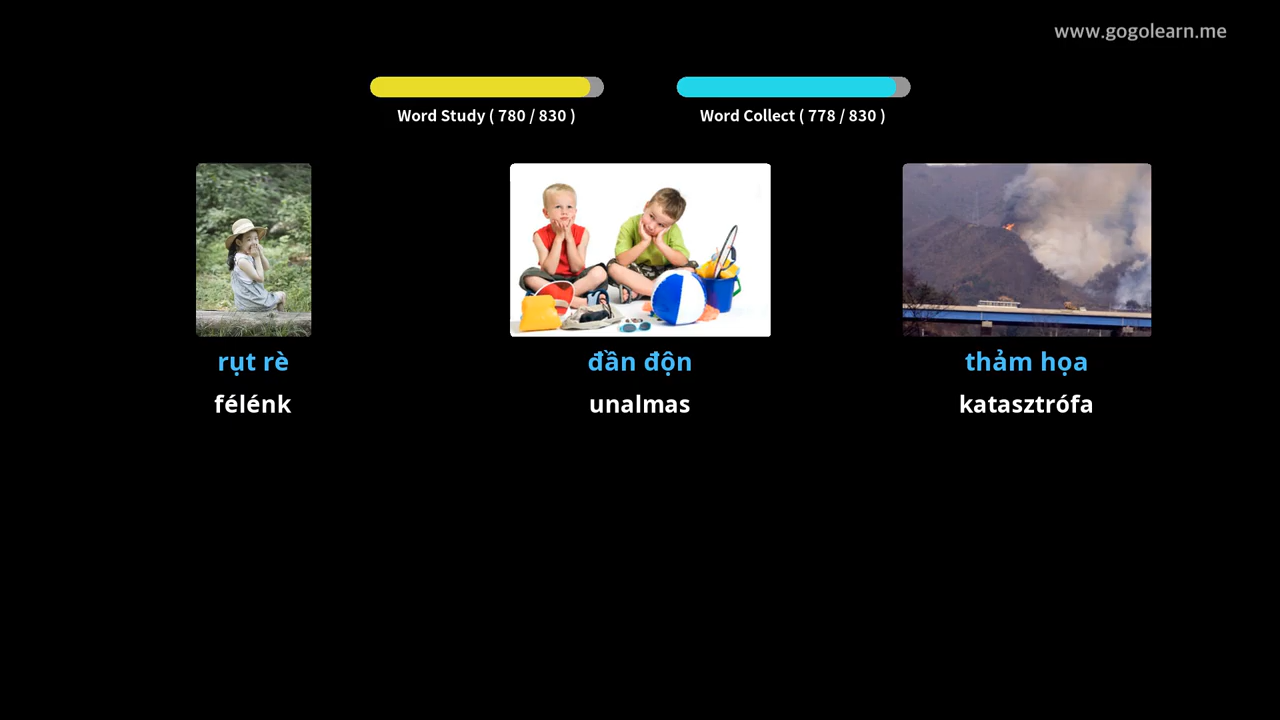 www.gogolearn.me
Word Study ( 780 / 830 )
Word Collect ( 778 / 830 )
rụt rè
félénk
đần độn
unalmas
thảm họa
katasztrófa